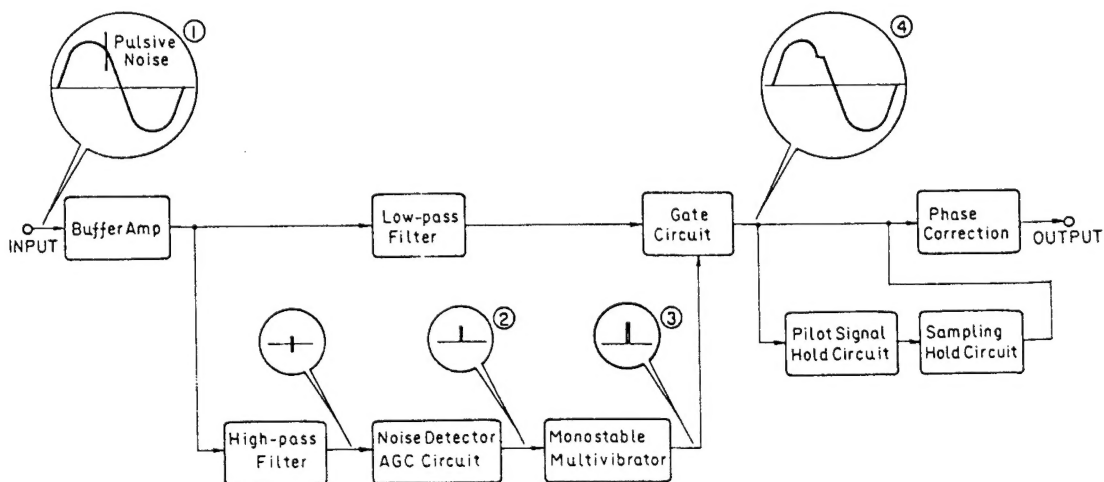 ①
Pulsive
Noise
④
INPUT
Buffer Amp
Low-pass
Filter
Gate
Circuit
Phase
Correction
OUTPUT
②
③
Pilot Signal
Hold Circuit
Sampling
Hold Circuit
High-pass
Filter
Noise Detector
AGC Circuit
Monostable
Multivibrator